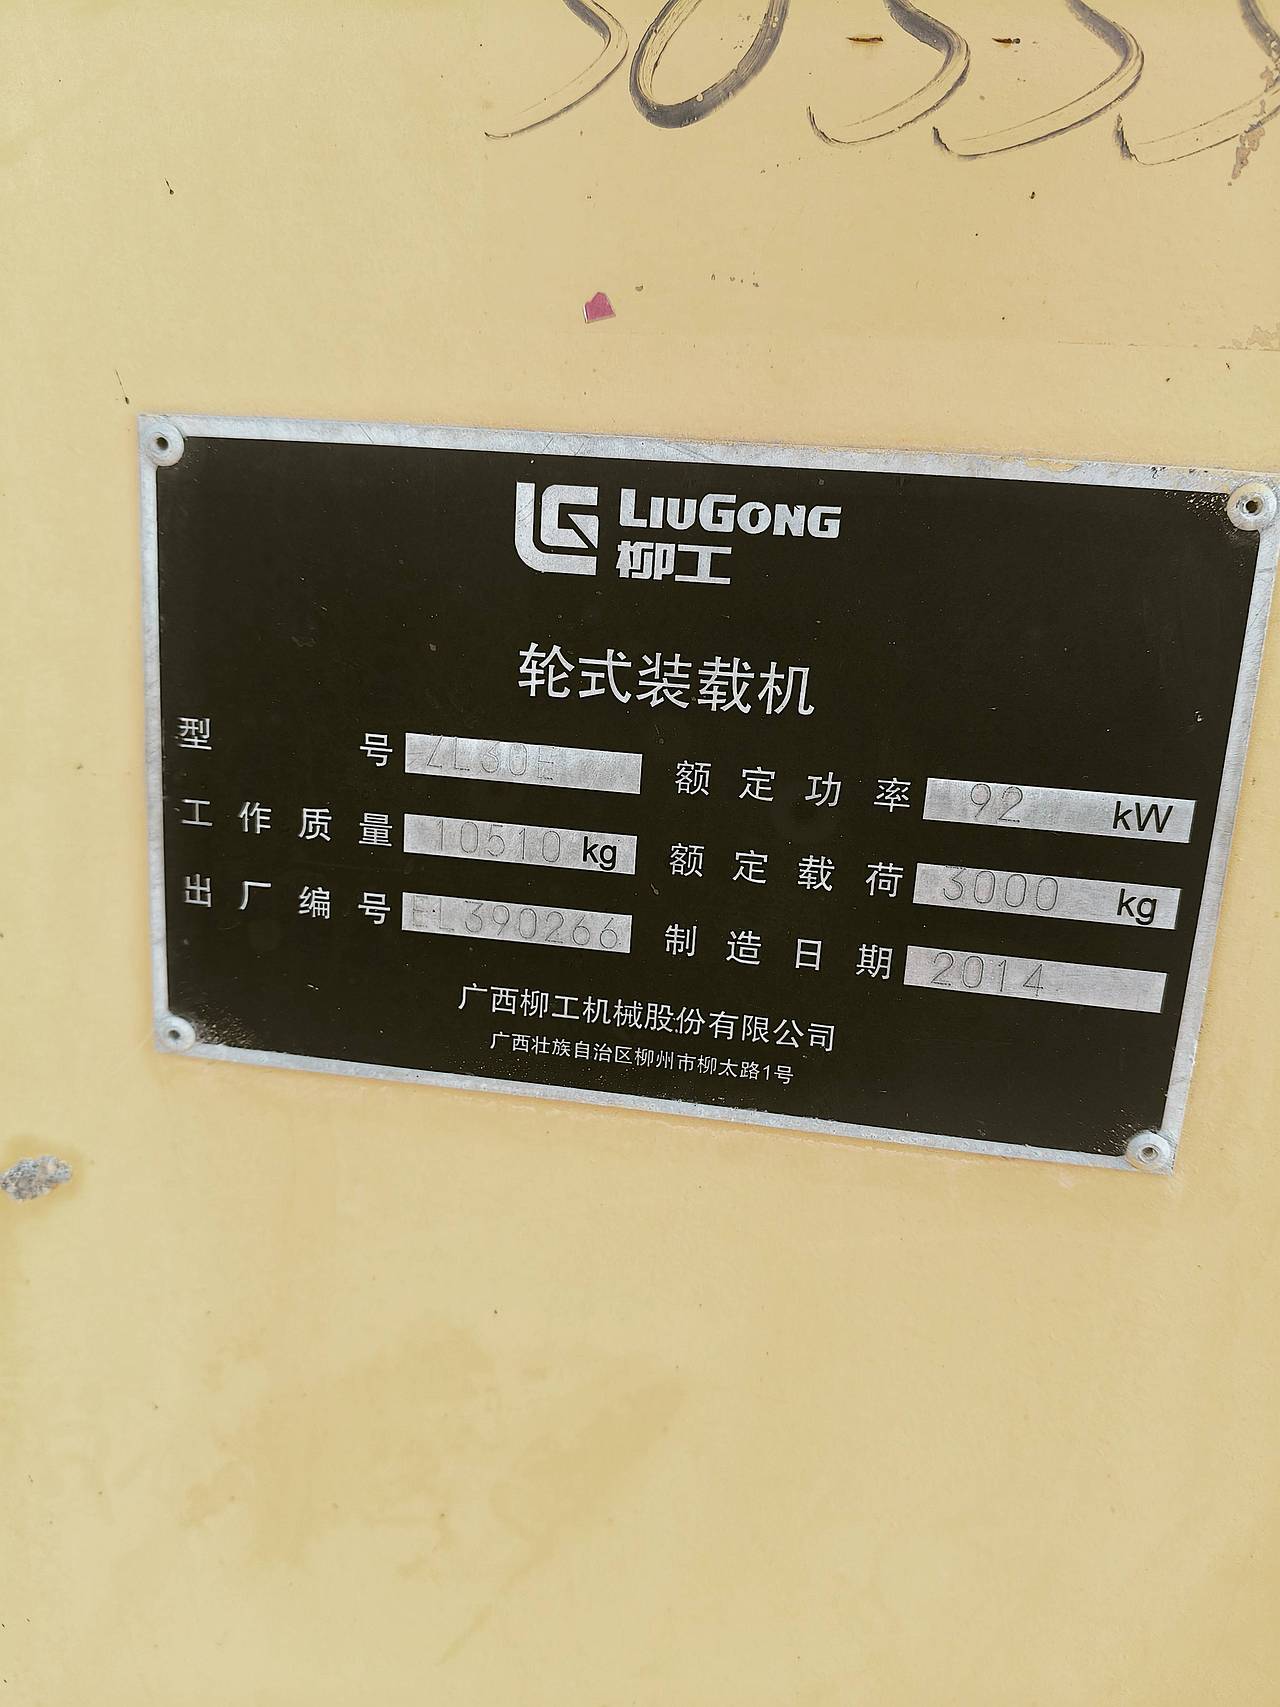 LIUGONG
柳工
轮式装载机
型号 ZL30E 额定功率 92 kW
工作质量 10510 kg 额定载荷 3000 kg
出厂编号 EL390266 制造日期 2014
广西柳工机械股份有限公司
广西壮族自治区柳州市柳太路1号